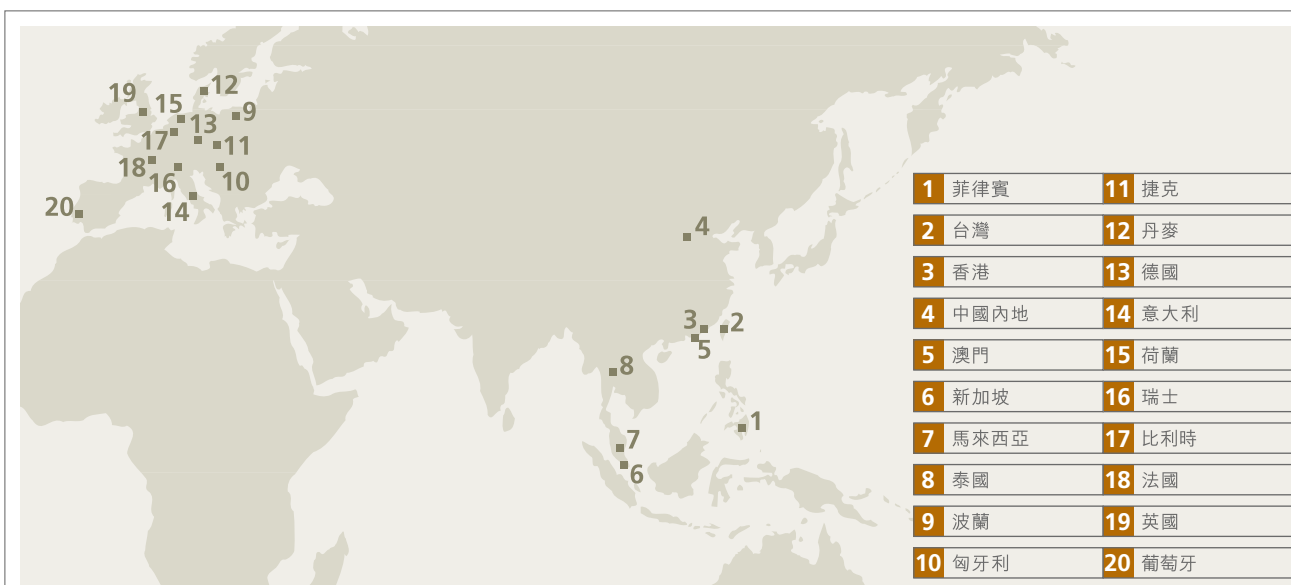 19
12
15
9
17
13
11
18
16
10
20
14
4
3
2
5
8
1
7
6
1 菲律賓
11 捷克
2 台灣
12 丹麥
3 香港
13 德國
4 中國內地
14 意大利
5 澳門
15 荷蘭
6 新加坡
16 瑞士
7 馬來西亞
17 比利時
8 泰國
18 法國
9 波蘭
19 英國
10 匈牙利
20 葡萄牙